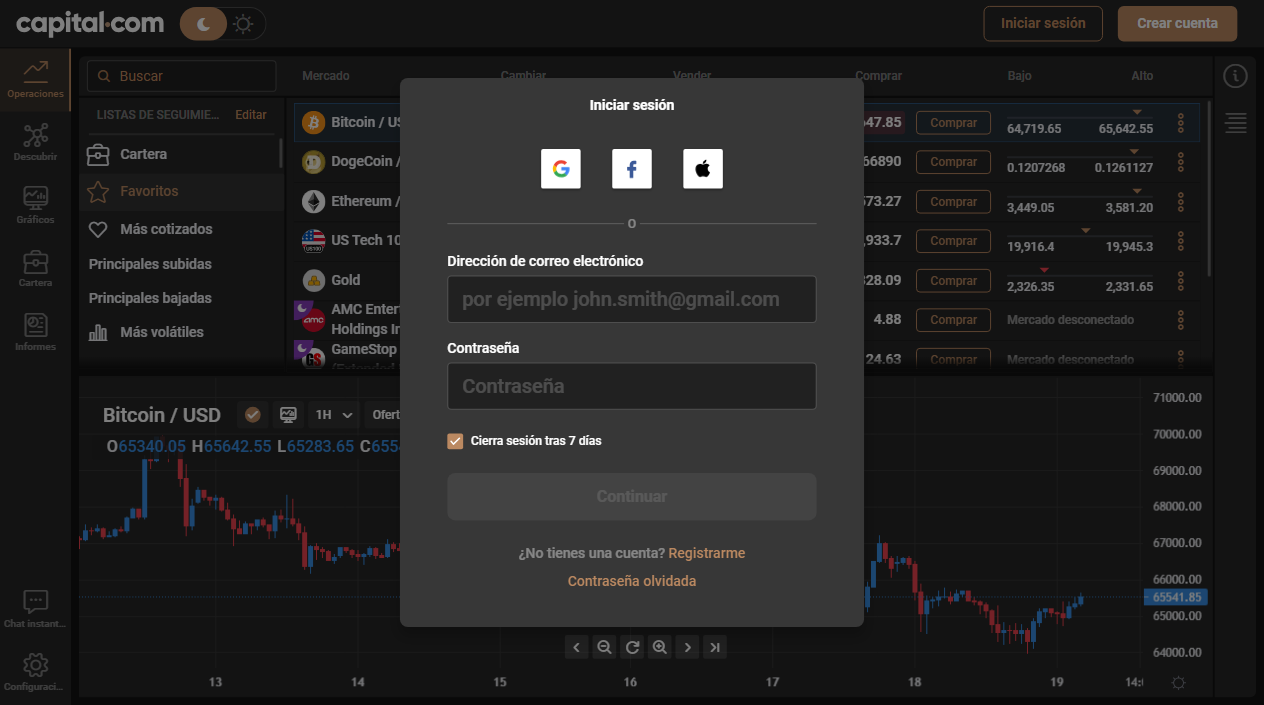 capital.com
Iniciar sesión
Crear cuenta
Operaciones
Descubrir
Gráficos
Cartera
Informes
Chat instant...
Configuraci...
Buscar
LISTAS DE SEGUIMIE...
Editar
Cartera
Favoritos
Más cotizados
Principales subidas
Principales bajadas
Más volátiles
Mercado
Cambiar
Vender
Comprar
Bajo
Alto
Bitcoin / US
647.85
Comprar
64,719.65
65,642.55
DogeCoin /
66890
Comprar
0.1207268
0.1261127
Ethereum /
573.27
Comprar
3,449.05
3,581.20
US Tech 10
,933.7
Comprar
19,916.4
19,945.3
Gold
328.09
Comprar
2,326.35
2,331.65
AMC Entert
Holdings In
4.88
Comprar
Mercado desconectado
GameStop
24.63
Comprar
Mercado desconectado
Iniciar sesión
O
Dirección de correo electrónico
por ejemplo john.smith@gmail.com
Contraseña
Contraseña
Cierra sesión tras 7 días
Continuar
¿No tienes una cuenta? Registrarme
Contraseña olvidada
Bitcoin / USD
1H
Ofert
O65340.05 H65642.55 L65283.65 C655
71000.00
70000.00
69000.00
68000.00
67000.00
66000.00
65541.85
65000.00
64000.00
13
14
15
16
17
18
19
14: